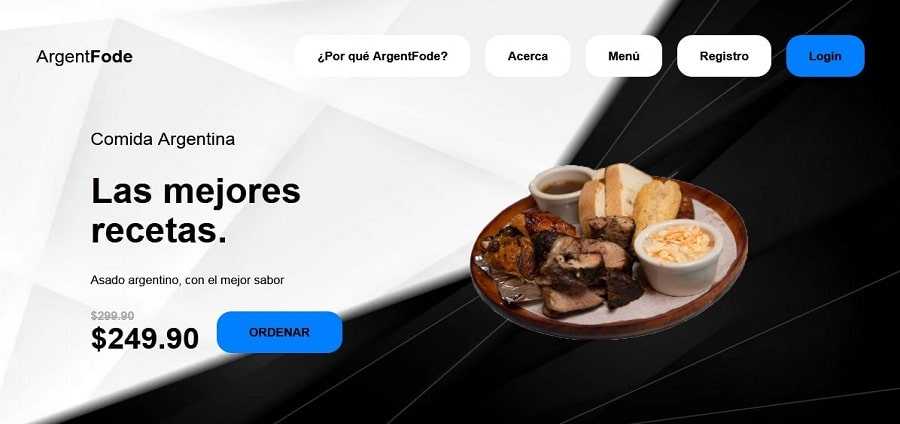 ArgentFode
¿Por qué ArgentFode?
Acerca
Menú
Registro
Login
Comida Argentina
Las mejores
recetas.
Asado argentino, con el mejor sabor
$299.90
$249.90
ORDENAR